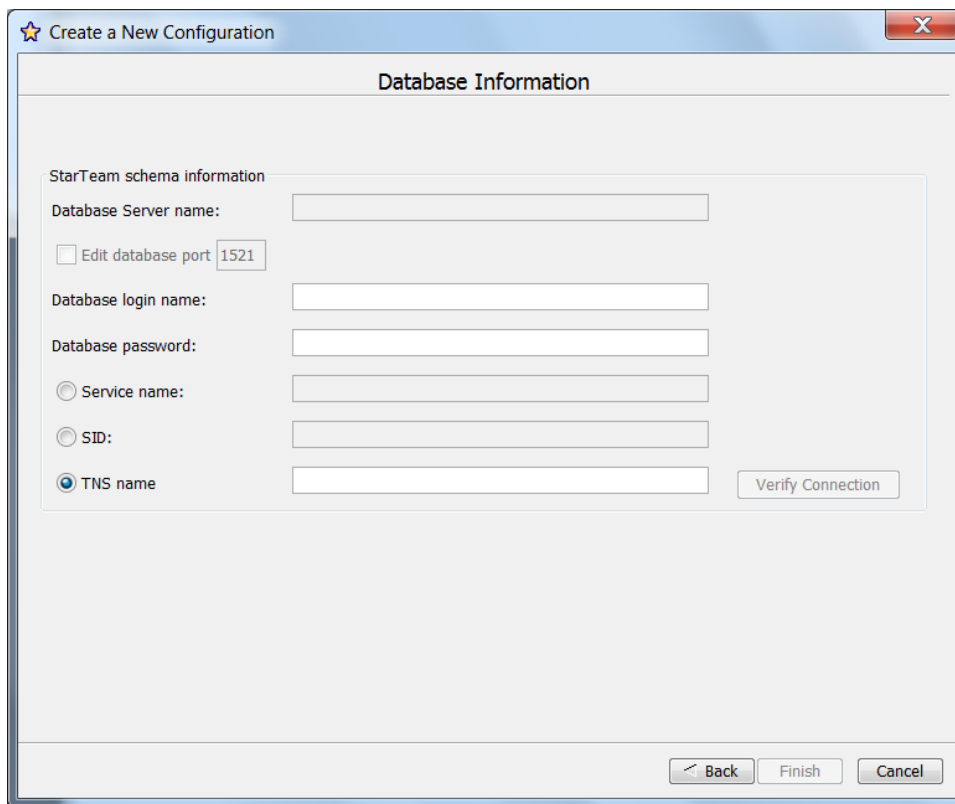 Create a New Configuration
Database Information
StarTeam schema information
Database Server name:
Edit database port 1521
Database login name:
Database password:
Service name:
SID:
TNS name
Verify Connection
Back Finish Cancel